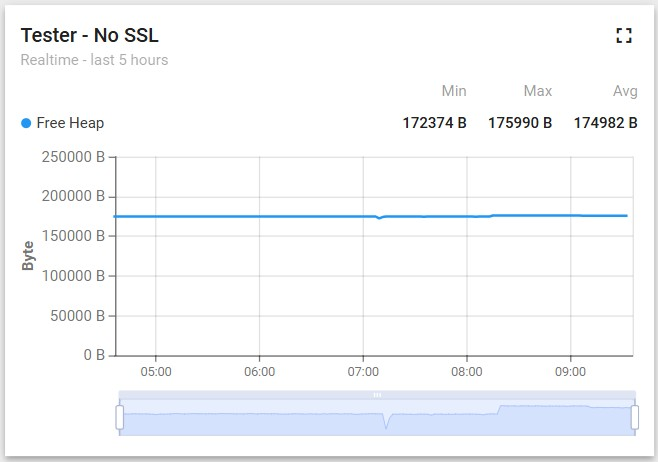 Tester - No SSL
Realtime - last 5 hours
Min Max Avg
Free Heap 172374 B 175990 B 174982 B
250000 B
200000 B
150000 B
100000 B
50000 B
0 B
Byte
05:00 06:00 07:00 08:00 09:00